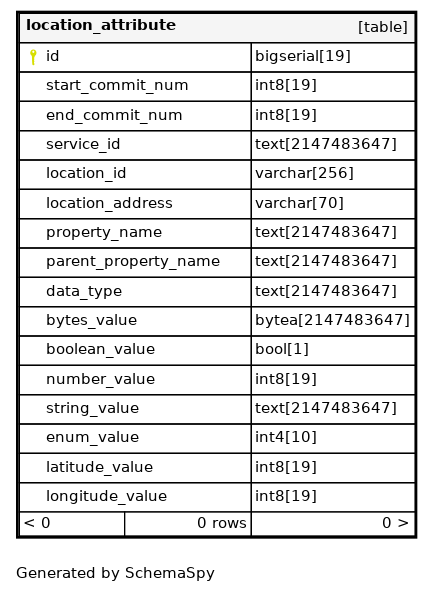 location_attribute [table]
id bigserial[19]
start_commit_num int8[19]
end_commit_num int8[19]
service_id text[2147483647]
location_id varchar[256]
location_address varchar[70]
property_name text[2147483647]
parent_property_name text[2147483647]
data_type text[2147483647]
bytes_value bytea[2147483647]
boolean_value bool[1]
number_value int8[19]
string_value text[2147483647]
enum_value int4[10]
latitude_value int8[19]
longitude_value int8[19]
< 0 0 rows 0 >
Generated by SchemaSpy